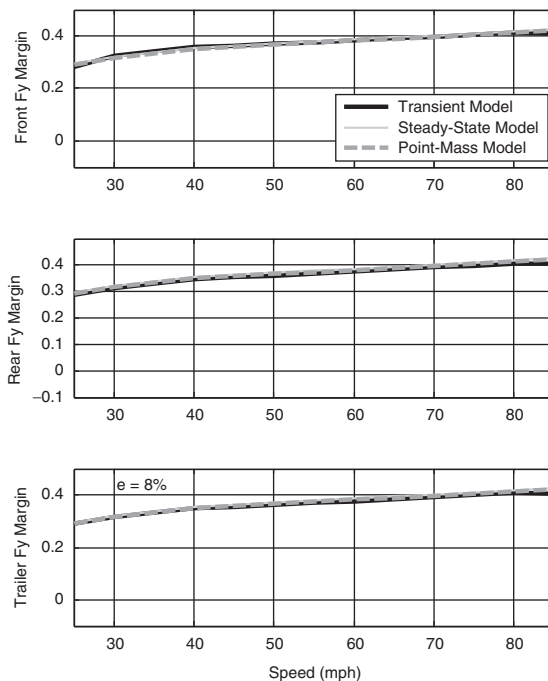 Front Fy Margin
0.4
0.2
0
Transient Model
Steady-State Model
Point-Mass Model
30 40 50 60 70 80
Rear Fy Margin
0.4
0.3
0.2
0.1
0
−0.1
30 40 50 60 70 80
Trailer Fy Margin
e = 8%
0.4
0.2
0
30 40 50 60 70 80
Speed (mph)